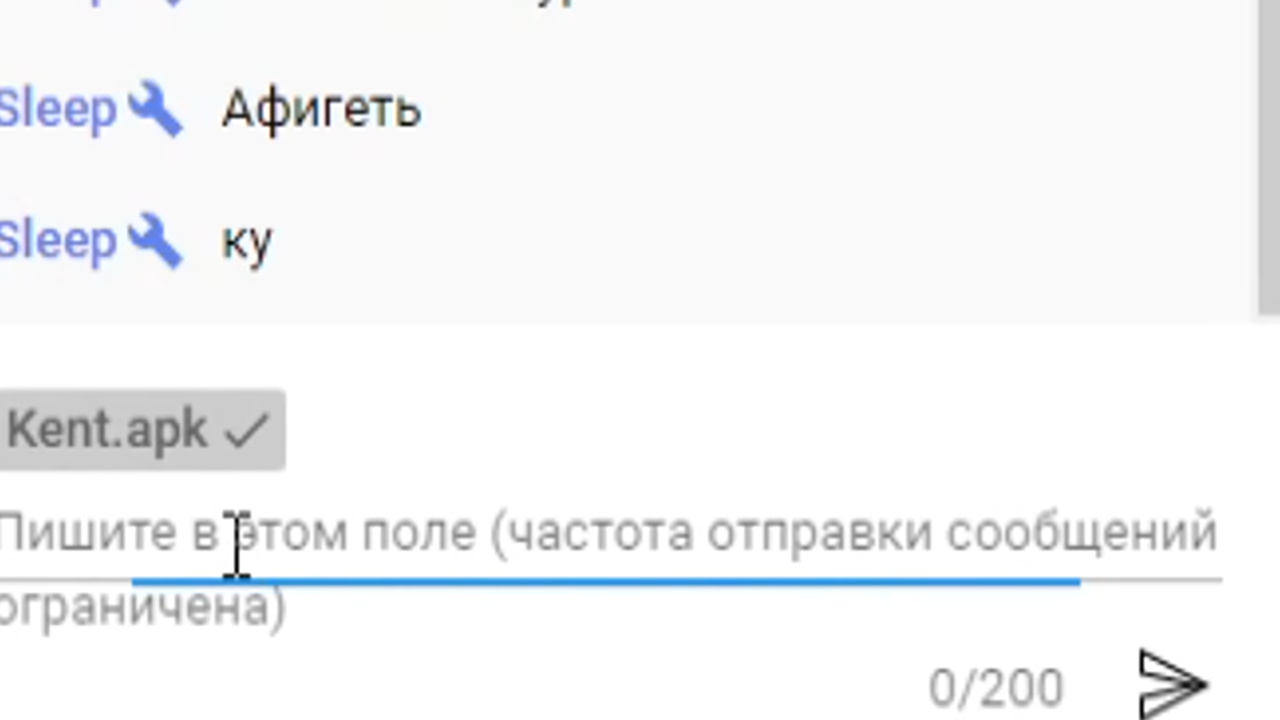 Sleep Афигеть
Sleep ку
Kent.apk
Пишите в этом поле (частота отправки сообщений
ограничена)
0/200